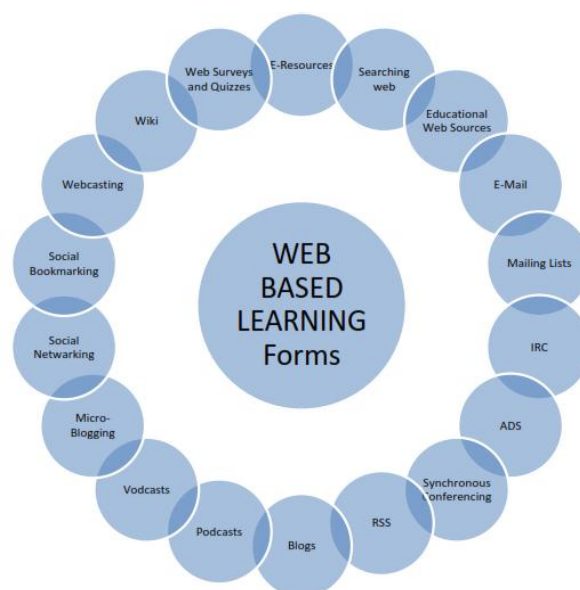 WEB
BASED
LEARNING
Forms
E-Resources
Searching
web
Educational
Web Sources
E-Mail
Mailing Lists
IRC
ADS
Synchronous
Conferencing
RSS
Blogs
Podcasts
Vodcasts
Micro-
Blogging
Social
Netwarking
Social
Bookmarking
Webcasting
Wiki
Web Surveys
and Quizzes